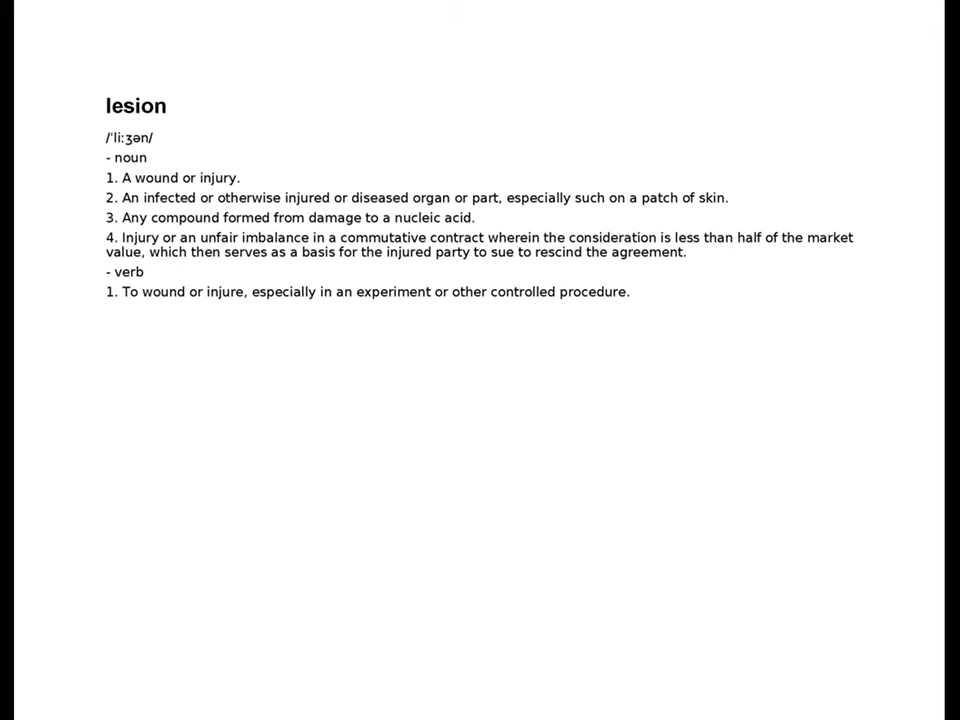 lesion
/ˈliːʒən/
- noun
1. A wound or injury.
2. An infected or otherwise injured or diseased organ or part, especially such on a patch of skin.
3. Any compound formed from damage to a nucleic acid.
4. Injury or an unfair imbalance in a commutative contract wherein the consideration is less than half of the market
value, which then serves as a basis for the injured party to sue to rescind the agreement.
- verb
1. To wound or injure, especially in an experiment or other controlled procedure.